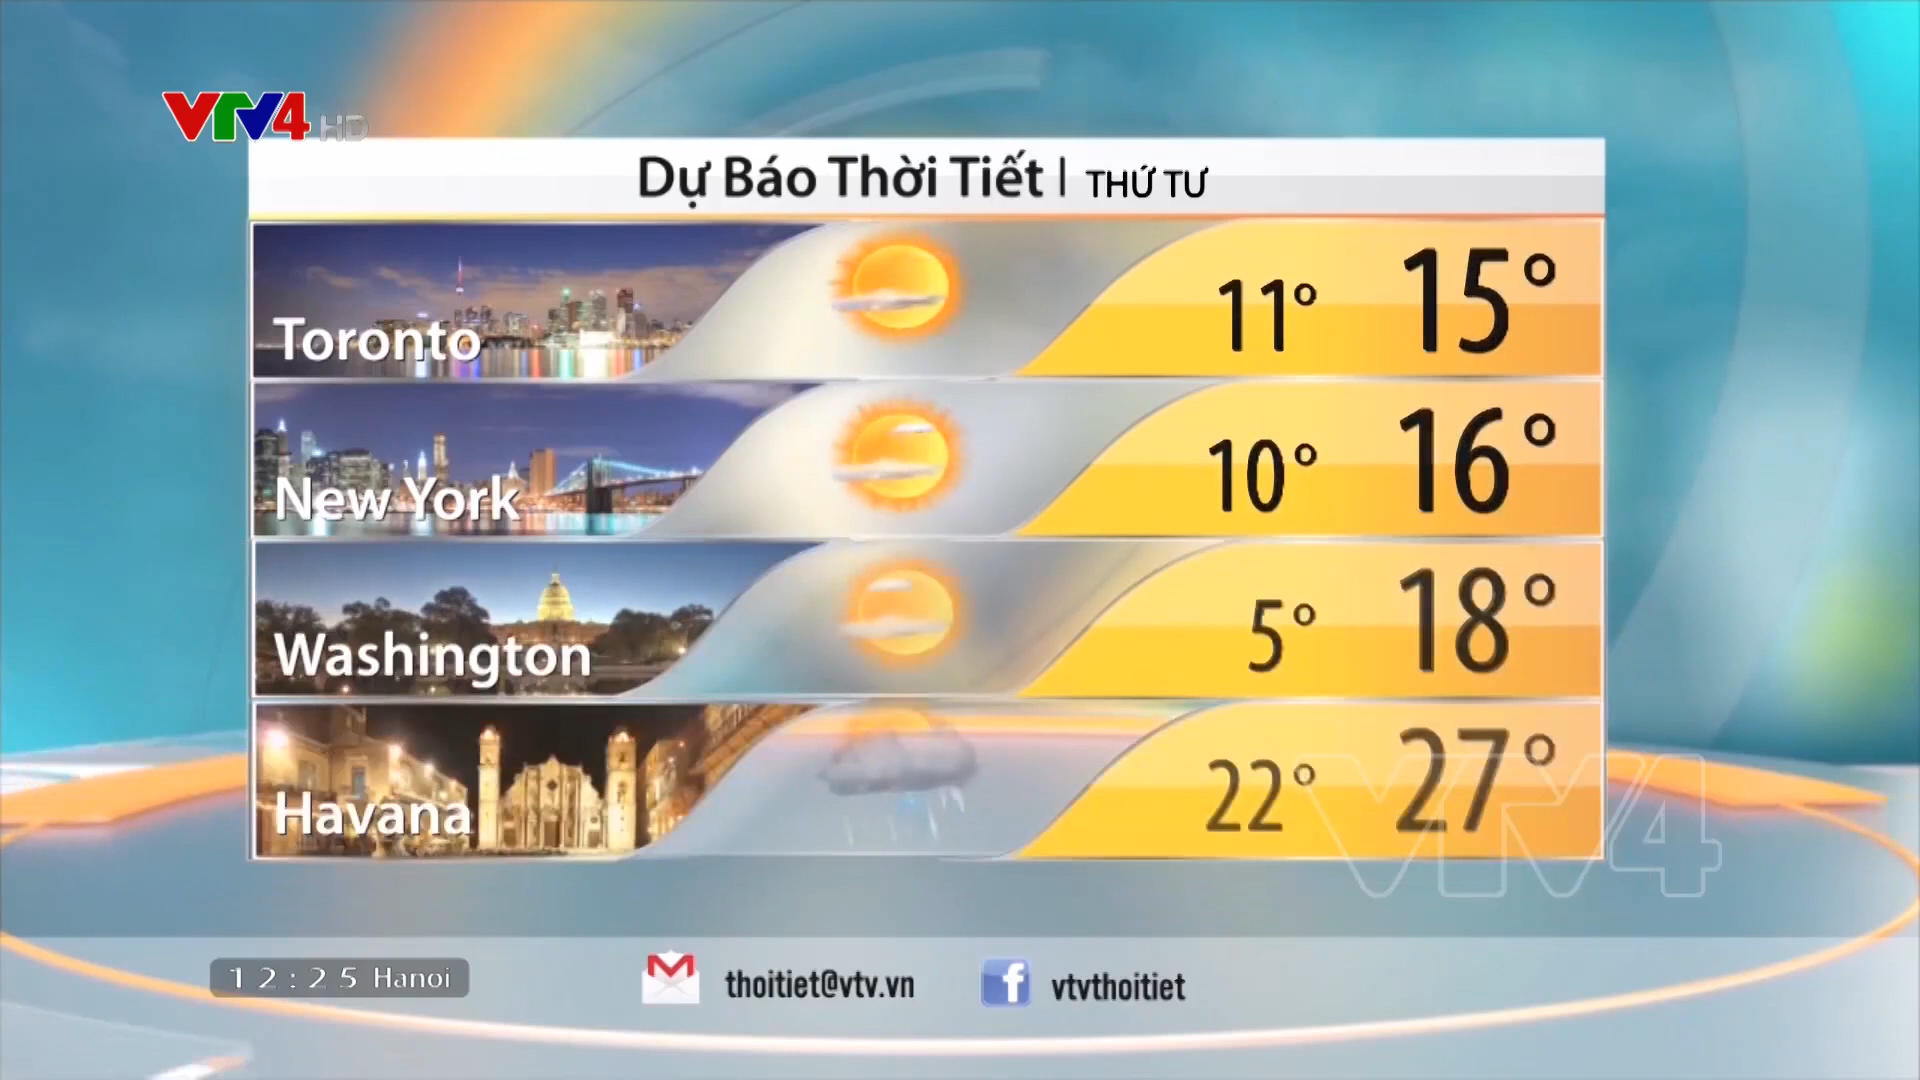 VTV4 HD
Dự Báo Thời Tiết | THỨ TƯ
Toronto 11° 15°
New York 10° 16°
Washington 5° 18°
Havana 22° 27°
VTV4
12:25 Hanoi
thoitiet@vtv.vn
vtvthoitiet